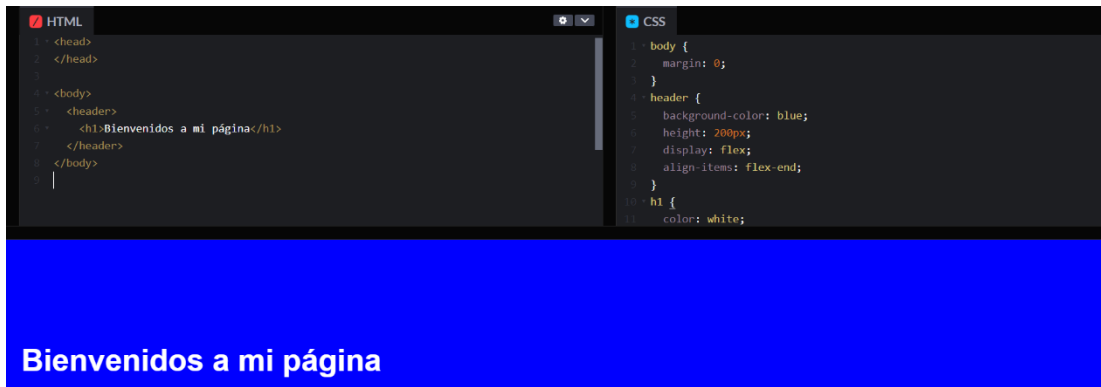 HTML
1 <head>
2 </head>
3
4 <body>
5 <header>
6 <h1>Bienvenidos a mi página</h1>
7 </header>
8 </body>
9
CSS
1 body {
2 margin: 0;
3 }
4 header {
5 background-color: blue;
6 height: 200px;
7 display: flex;
8 align-items: flex-end;
9 }
10 h1 {
11 color: white;
Bienvenidos a mi página